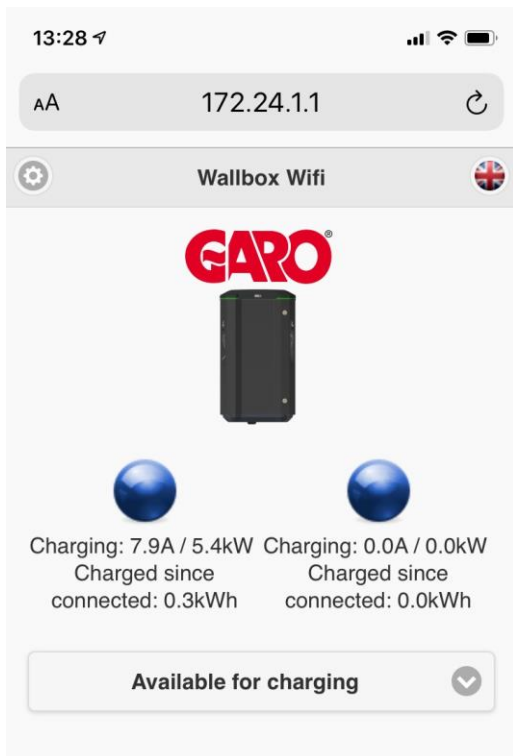 13:28
AA 172.24.1.1
Wallbox Wifi
GARO®
Charging: 7.9A / 5.4kW
Charged since
connected: 0.3kWh
Charging: 0.0A / 0.0kW
Charged since
connected: 0.0kWh
Available for charging